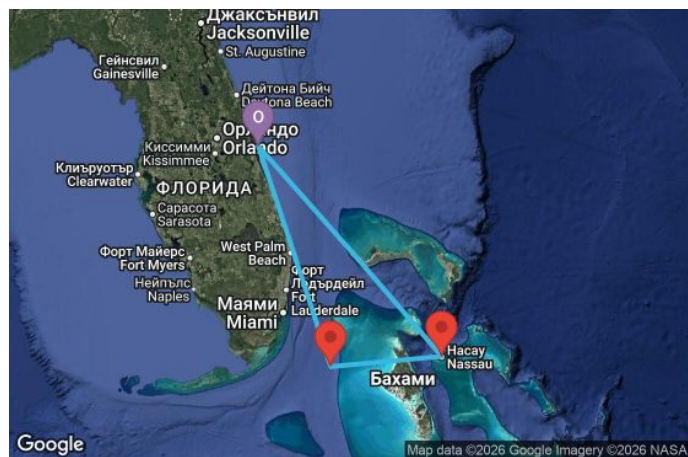 Джаксънвил
Jacksonville
St. Augustine
Гейнсвил
Gainesville
Дейтона Бийч
Daytona Beach
O
Орландо
Orlando
Киссимми
Kissimmee
Клиъруотър
Clearwater
ФЛОРИДА
Сарасота
Sarasota
Форт Майерс
Fort Myers
West Palm
Beach
Нейпълс
Naples
Форт
Лодърдейл
Fort
Lauderdale
Маями
Miami
Насау
Nassau
Бахами
Google
Map data ©2026 Google Imagery ©2026 NASA